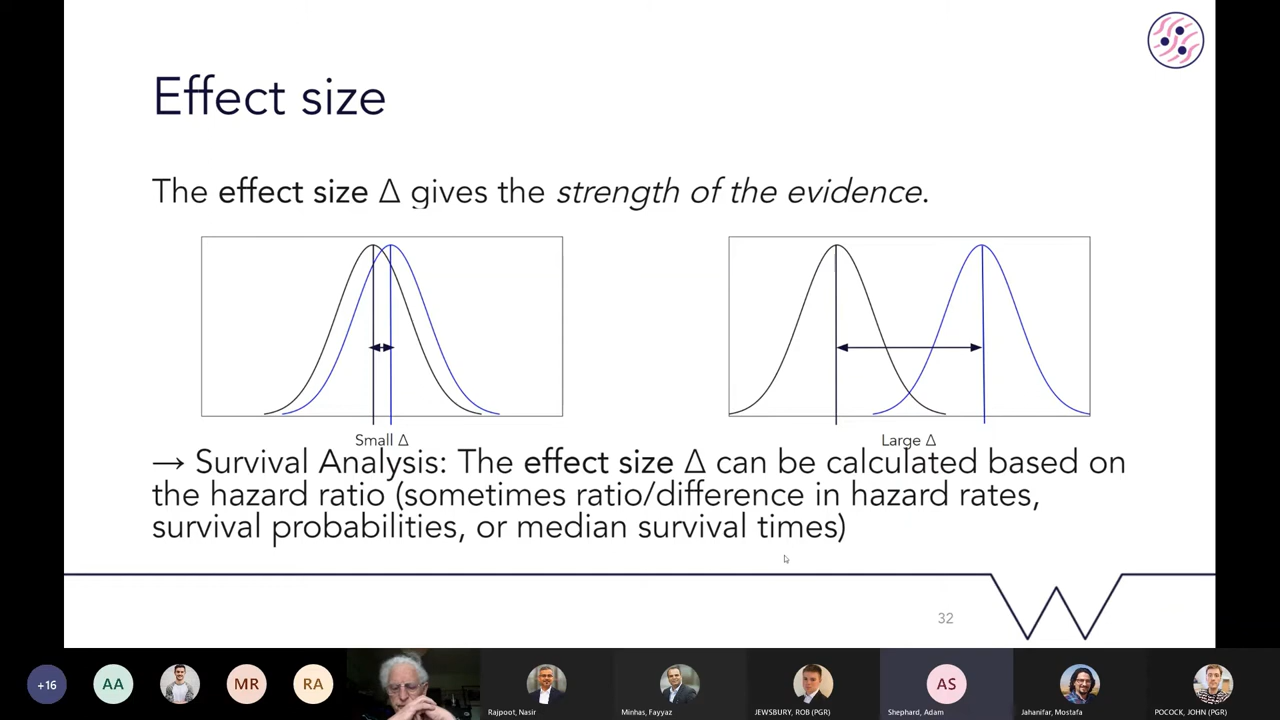 Effect size
The effect size Δ gives the strength of the evidence.
Small Δ
Large Δ
→ Survival Analysis: The effect size Δ can be calculated based on
the hazard ratio (sometimes ratio/difference in hazard rates,
survival probabilities, or median survival times)
32
+16
AA
MR
RA
Rajpoot, Nasir
Minhas, Fayyaz
JEWSBURY, ROB (PGR)
AS
Shephard, Adam
Jahanifar, Mostafa
POCOCK, JOHN (PGR)